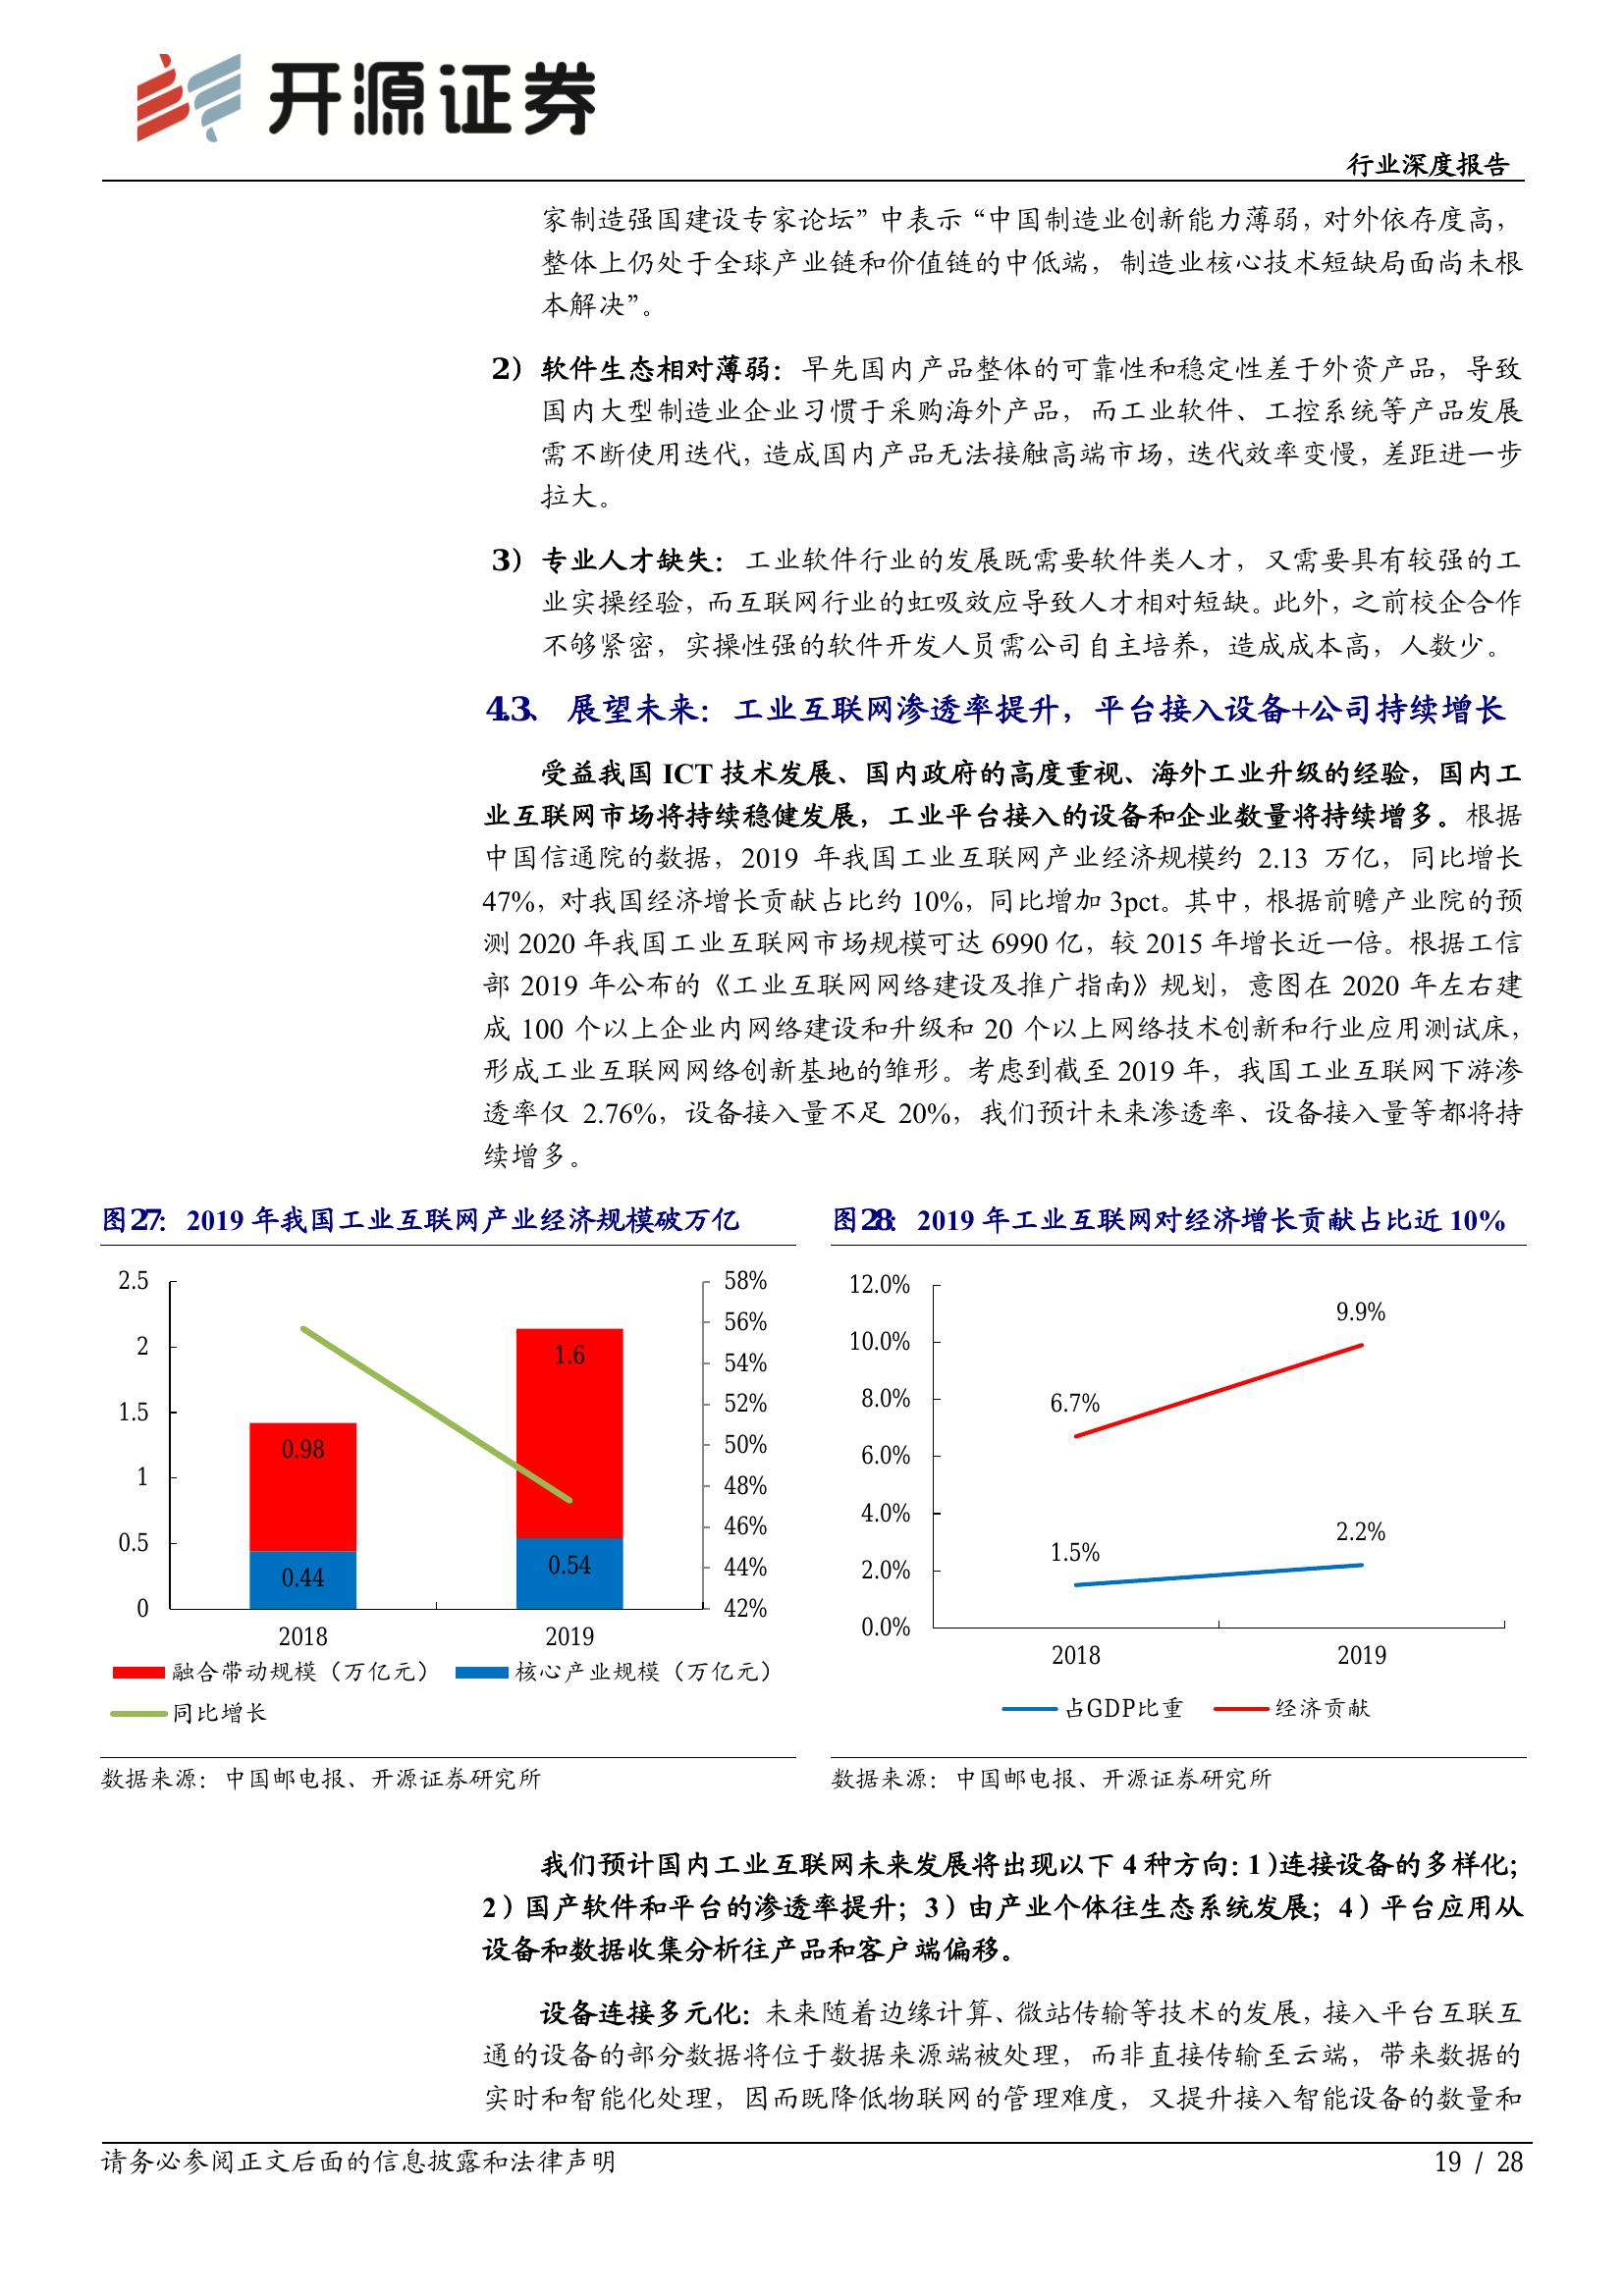 开源证券
行业深度报告
家制造强国建设专家论坛”中表示“中国制造业创新能力薄弱，对外依存度高，
整体上仍处于全球产业链和价值链的中低端，制造业核心技术短缺局面尚未根
本解决”。
2）软件生态相对薄弱：早先国内产品整体的可靠性和稳定性差于外资产品，导致
国内大型制造业企业习惯于采购海外产品，而工业软件、工控系统等产品发展
需不断使用迭代，造成国内产品无法接触高端市场，迭代效率变慢，差距进一步
拉大。
3）专业人才缺失：工业软件行业的发展既需要软件类人才，又需要具有较强的工
业实操经验，而互联网行业的虹吸效应导致人才相对短缺。此外，之前校企合作
不够紧密，实操性强的软件开发人员需公司自主培养，造成成本高，人数少。
4.3、 展望未来：工业互联网渗透率提升，平台接入设备+公司持续增长
受益我国 ICT 技术发展、国内政府的高度重视、海外工业升级的经验，国内工
业互联网市场将持续稳健发展，工业平台接入的设备和企业数量将持续增多。根据
中国信通院的数据，2019 年我国工业互联网产业经济规模约 2.13 万亿，同比增长
47%，对我国经济增长贡献占比约 10%，同比增加 3pct。其中，根据前瞻产业院的预
测 2020 年我国工业互联网市场规模可达 6990 亿，较 2015 年增长近一倍。根据工信
部 2019 年公布的《工业互联网网络建设及推广指南》规划，意图在 2020 年左右建
成 100 个以上企业内网络建设和升级和 20 个以上网络技术创新和行业应用测试床，
形成工业互联网网络创新基地的雏形。考虑到截至 2019 年，我国工业互联网下游渗
透率仅 2.76%，设备接入量不足 20%，我们预计未来渗透率、设备接入量等都将持
续增多。
图27： 2019 年我国工业互联网产业经济规模破万亿
2.5
2
1.5
1
0.5
0
58%
56%
54%
52%
50%
48%
46%
44%
42%
0.98
0.44
1.6
0.54
2018
2019
融合带动规模（万亿元）
核心产业规模（万亿元）
同比增长
数据来源：中国邮电报、开源证券研究所
图28： 2019 年工业互联网对经济增长贡献占比近 10%
12.0%
10.0%
8.0%
6.0%
4.0%
2.0%
0.0%
6.7%
9.9%
1.5%
2.2%
2018
2019
占GDP比重
经济贡献
数据来源：中国邮电报、开源证券研究所
我们预计国内工业互联网未来发展将出现以下 4 种方向：1）连接设备的多样化；
2）国产软件和平台的渗透率提升；3）由产业个体往生态系统发展；4）平台应用从
设备和数据收集分析往产品和客户端偏移。
设备连接多元化：未来随着边缘计算、微站传输等技术的发展，接入平台互联互
通的设备的部分数据将位于数据来源端被处理，而非直接传输至云端，带来数据的
实时和智能化处理，因而既降低物联网的管理难度，又提升接入智能设备的数量和
请务必参阅正文后面的信息披露和法律声明
19 / 28